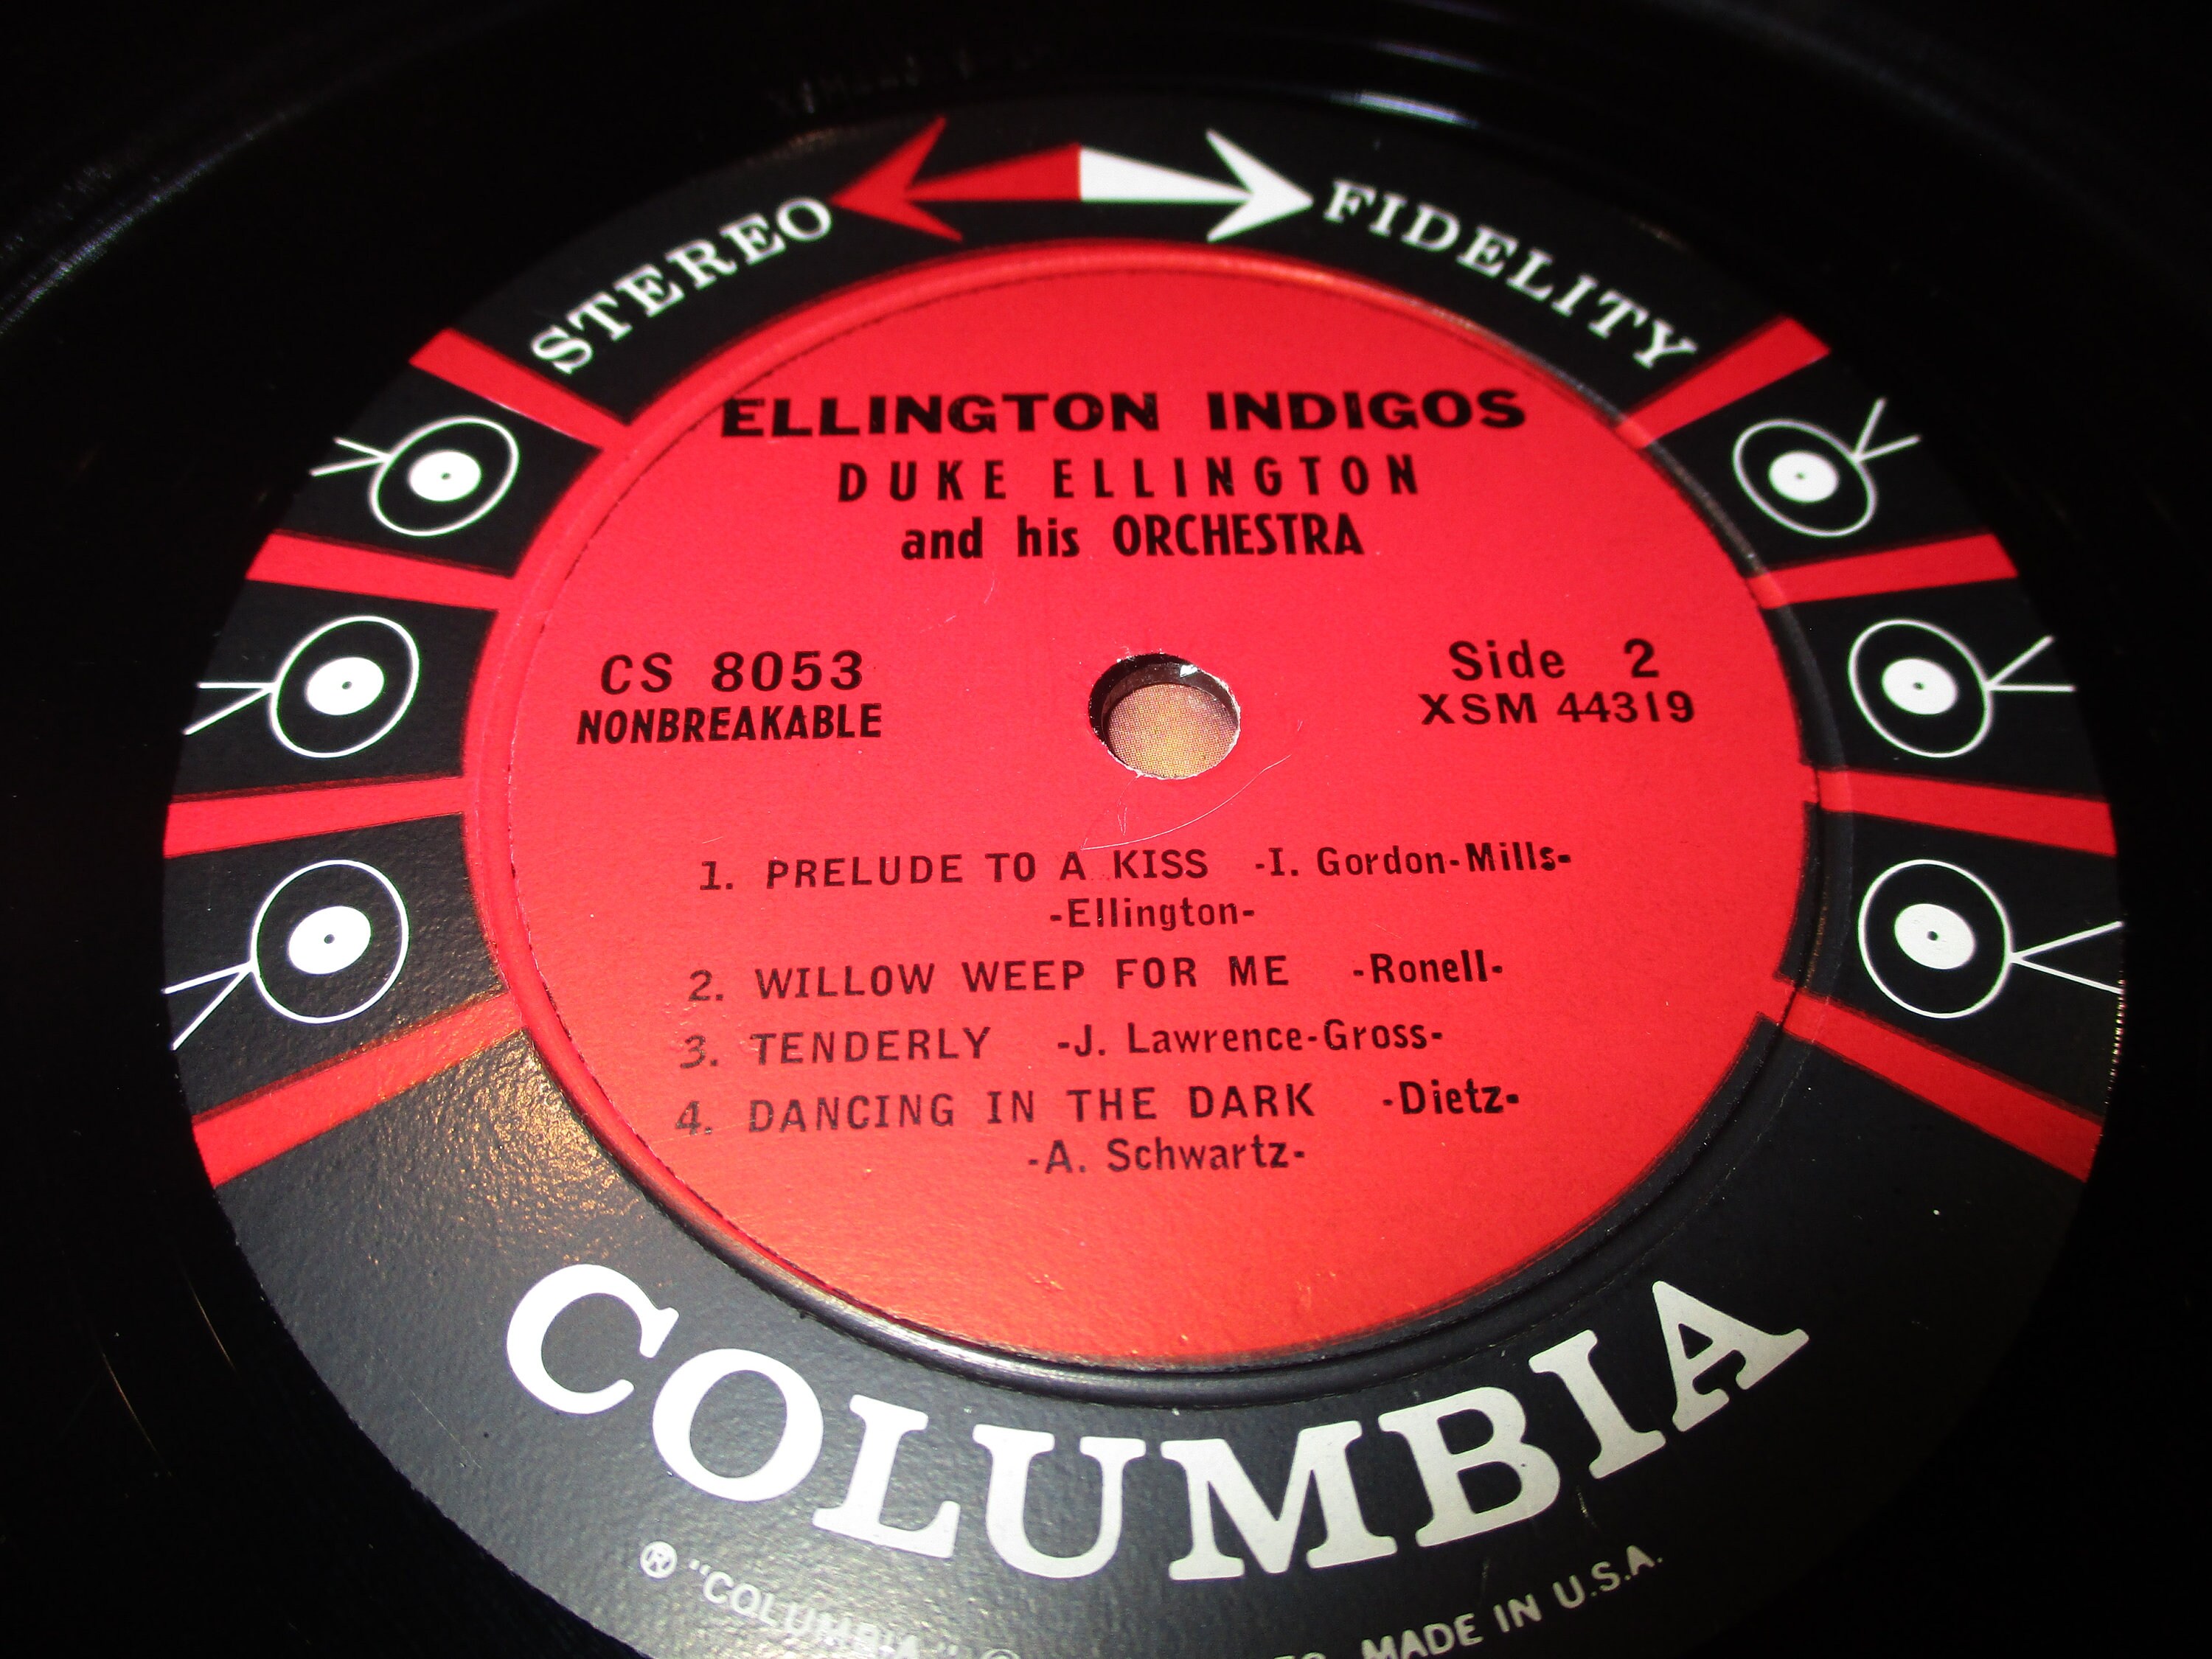 STEREO FIDELITY
ELLINGTON INDIGOS
DUKE ELLINGTON
and his ORCHESTRA
CS 8053
NONBREAKABLE
Side 2
XSM 44319
1. PRELUDE TO A KISS -I. Gordon-Mills-
-Ellington-
2. WILLOW WEEP FOR ME -Ronell-
3. TENDERLY -J. Lawrence-Gross-
4. DANCING IN THE DARK -Dietz-
-A. Schwartz-
COLUMBIA
® "COLUMBIA" MADE IN U.S.A.